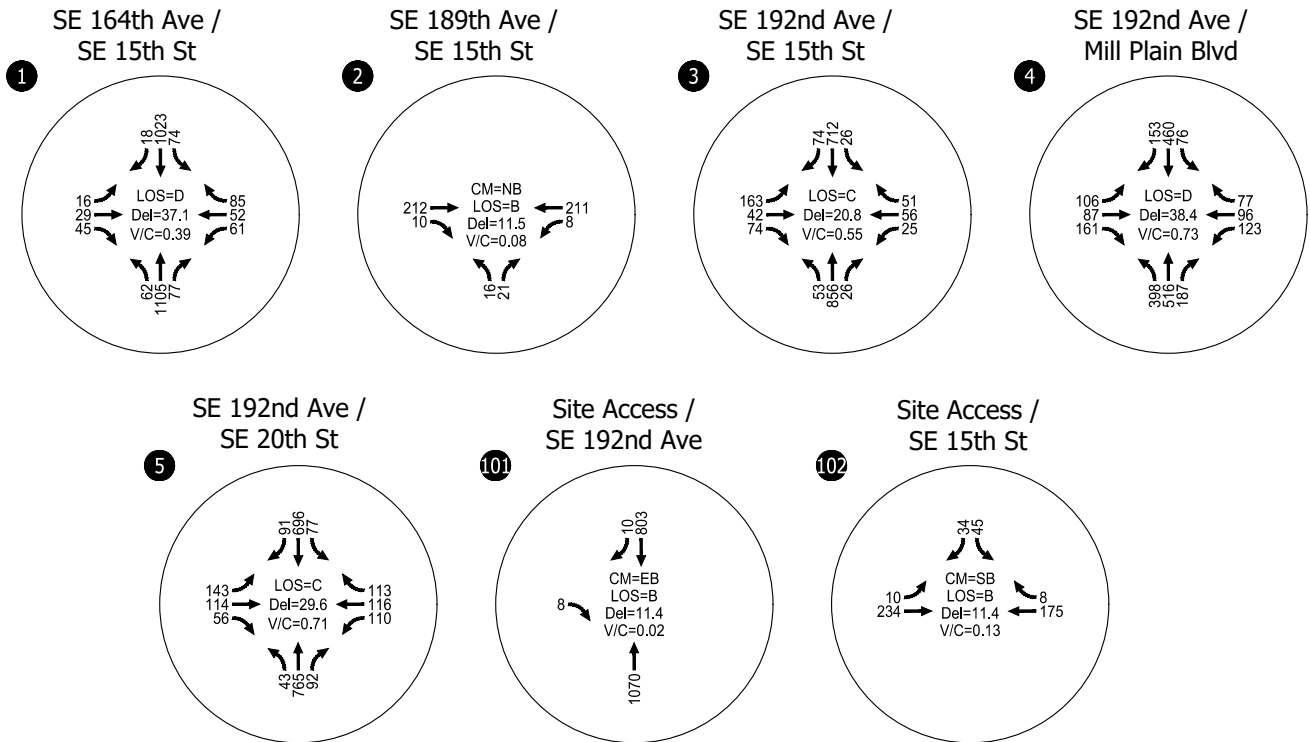 SE 164th Ave /
SE 15th St
1
18 1023 74
16
29
45
LOS=D
Del=37.1
V/C=0.39
85
52
61
62 1105 77
SE 189th Ave /
SE 15th St
2
212
10
CM=NB
LOS=B
Del=11.5
V/C=0.08
211
8
16 21
SE 192nd Ave /
SE 15th St
3
74 712 26
163
42
74
LOS=C
Del=20.8
V/C=0.55
51
56
25
53 856 26
SE 192nd Ave /
Mill Plain Blvd
4
153 460 76
106
87
161
LOS=D
Del=38.4
V/C=0.73
77
96
123
398 516 187
SE 192nd Ave /
SE 20th St
5
91 696 77
143
114
56
LOS=C
Del=29.6
V/C=0.71
113
116
110
43 765 92
Site Access /
SE 192nd Ave
101
10 803
8
CM=EB
LOS=B
Del=11.4
V/C=0.02
1070
Site Access /
SE 15th St
102
34 45
10
234
CM=SB
LOS=B
Del=11.4
V/C=0.13
8
175